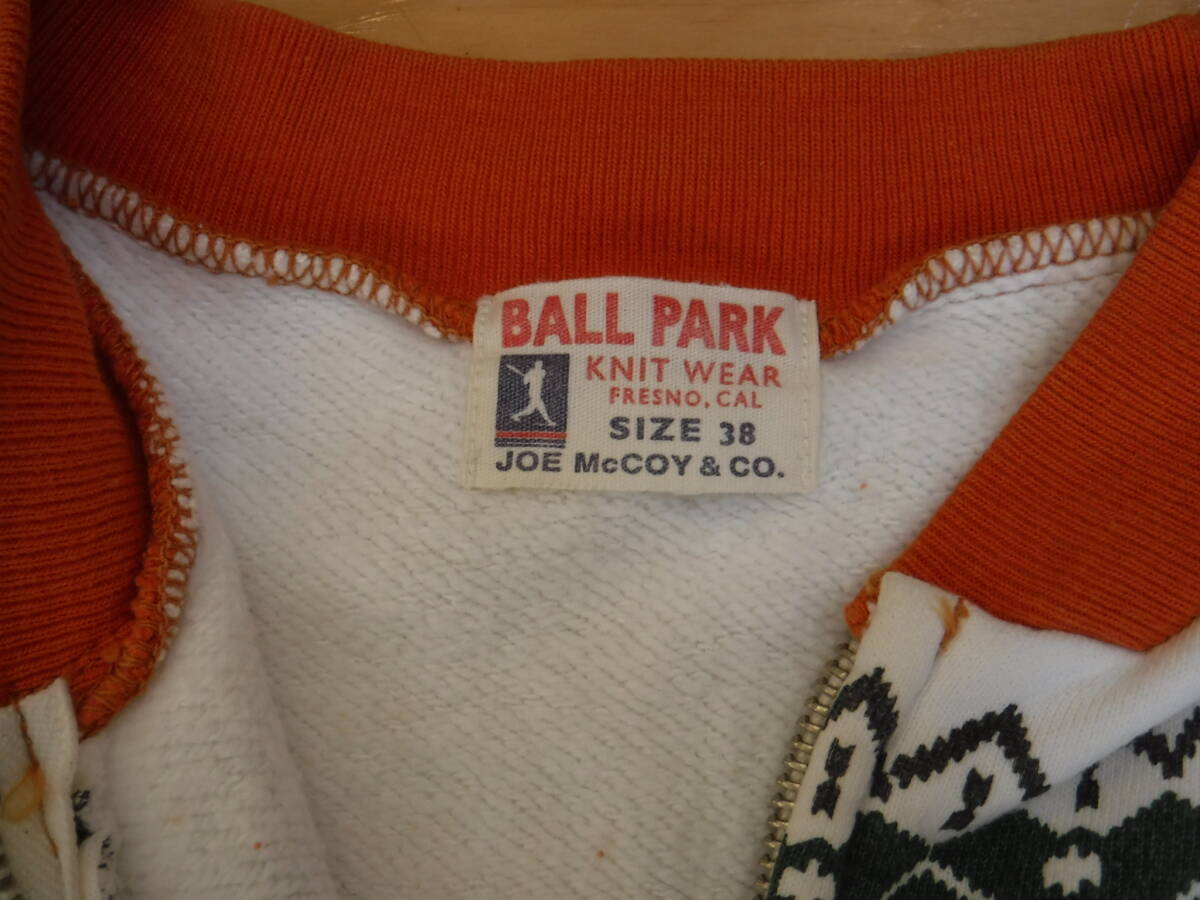 BALL PARK
KNIT WEAR
FRESNO, CAL
SIZE 38
JOE McCOY & CO.